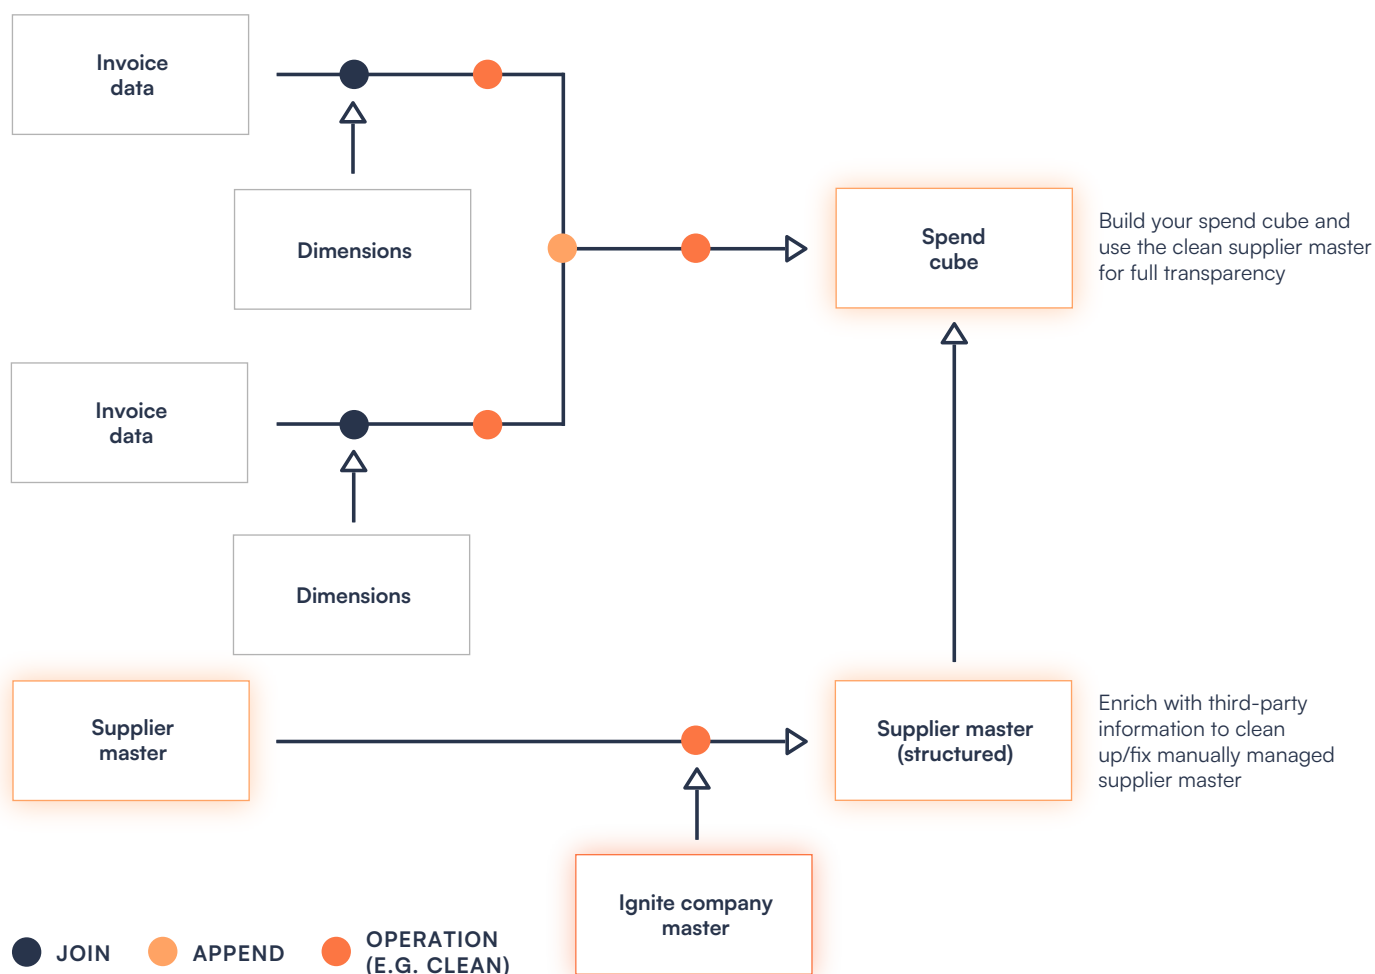 Invoice
data
Dimensions
Spend
cube
Build your spend cube and
use the clean supplier master
for full transparency
Invoice
data
Dimensions
Supplier
master
Supplier master
(structured)
Enrich with third-party
information to clean
up/fix manually managed
supplier master
Ignite company
master
JOIN
APPEND
OPERATION
(E.G. CLEAN)